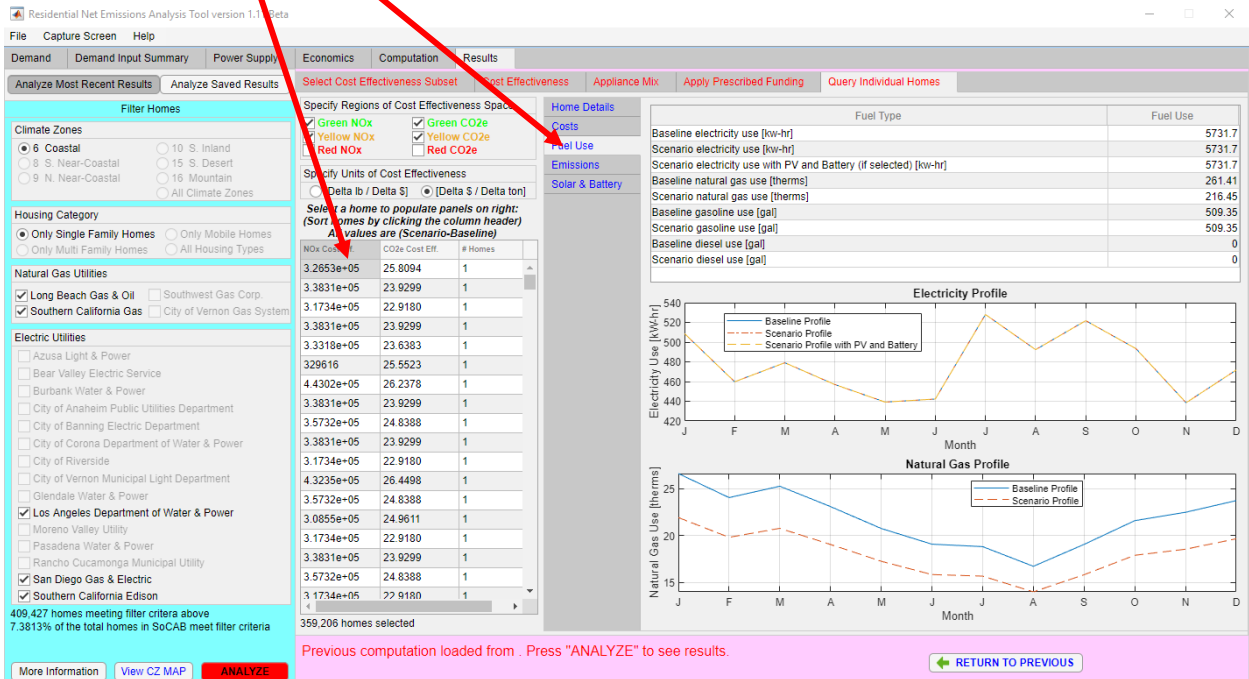 Residential Net Emissions Analysis Tool version 1.11 Beta
File Capture Screen Help
Demand Demand Input Summary Power Supply Economics Computation Results
Analyze Most Recent Results Analyze Saved Results
Select Cost Effectiveness Subset Cost Effectiveness Appliance Mix Apply Prescribed Funding Query Individual Homes
Filter Homes
Climate Zones
6 Coastal 10 S. Inland
8 S. Near-Coastal 15 S. Desert
9 N. Near-Coastal 16 Mountain
All Climate Zones
Housing Category
Only Single Family Homes Only Mobile Homes
Only Multi Family Homes All Housing Types
Natural Gas Utilities
Long Beach Gas & Oil Southwest Gas Corp.
Southern California Gas City of Vernon Gas System
Electric Utilities
Azusa Light & Power
Bear Valley Electric Service
Burbank Water & Power
City of Anaheim Public Utilities Department
City of Banning Electric Department
City of Corona Department of Water & Power
City of Riverside
City of Vernon Municipal Light Department
Glendale Water & Power
Los Angeles Department of Water & Power
Moreno Valley Utility
Pasadena Water & Power
Rancho Cucamonga Municipal Utility
San Diego Gas & Electric
Southern California Edison
409,427 homes meeting filter critera above
7.3813% of the total homes in SoCAB meet filter criteria
More Information View CZ MAP ANALYZE
Specify Regions of Cost Effectiveness Space
Green NOx Green CO2e
Yellow NOx Yellow CO2e
Red NOx Red CO2e
Specify Units of Cost Effectiveness
[Delta lb / Delta $] [Delta $ / Delta ton]
Select a home to populate panels on right:
(Sort homes by clicking the column header)
All values are (Scenario-Baseline)
NOx Cost Eff. CO2e Cost Eff. # Homes
3.2653e+05 25.8094 1
3.3831e+05 23.9299 1
3.1734e+05 22.9180 1
3.3831e+05 23.9299 1
3.3318e+05 23.6383 1
329616 25.5523 1
4.4302e+05 26.2378 1
3.3831e+05 23.9299 1
3.5732e+05 24.8388 1
3.3831e+05 23.9299 1
3.1734e+05 22.9180 1
4.3235e+05 26.4498 1
3.5732e+05 24.8388 1
3.0855e+05 24.9611 1
3.1734e+05 22.9180 1
3.3831e+05 23.9299 1
3.5732e+05 24.8388 1
3.1734e+05 22.9180 1
359,206 homes selected
Home Details
Costs
Fuel Use
Emissions
Solar & Battery
Fuel Type Fuel Use
Baseline electricity use [kw-hr] 5731.7
Scenario electricity use [kw-hr] 5731.7
Scenario electricity use with PV and Battery (if selected) [kw-hr] 5731.7
Baseline natural gas use [therms] 261.41
Scenario natural gas use [therms] 216.45
Baseline gasoline use [gal] 509.35
Scenario gasoline use [gal] 509.35
Baseline diesel use [gal] 0
Scenario diesel use [gal] 0
Electricity Profile
Electricity Use [kW-hr]
540
520
500
480
460
440
420
Baseline Profile
Scenario Profile
Scenario Profile with PV and Battery
J F M A M J J A S O N D
Month
Natural Gas Profile
Natural Gas Use [therms]
25
20
15
Baseline Profile
Scenario Profile
J F M A M J J A S O N D
Month
Previous computation loaded from . Press "ANALYZE" to see results.
RETURN TO PREVIOUS